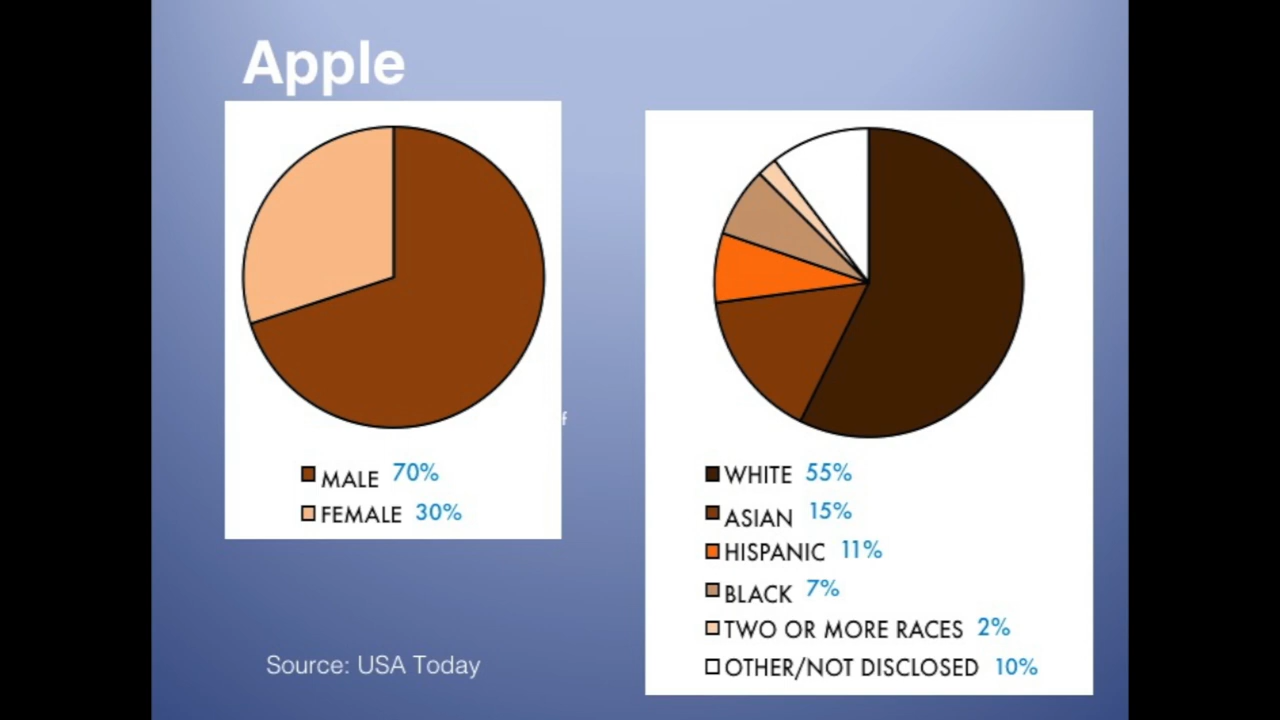 Apple
MALE 70%
FEMALE 30%
f
WHITE 55%
ASIAN 15%
HISPANIC 11%
BLACK 7%
TWO OR MORE RACES 2%
OTHER/NOT DISCLOSED 10%
Source: USA Today